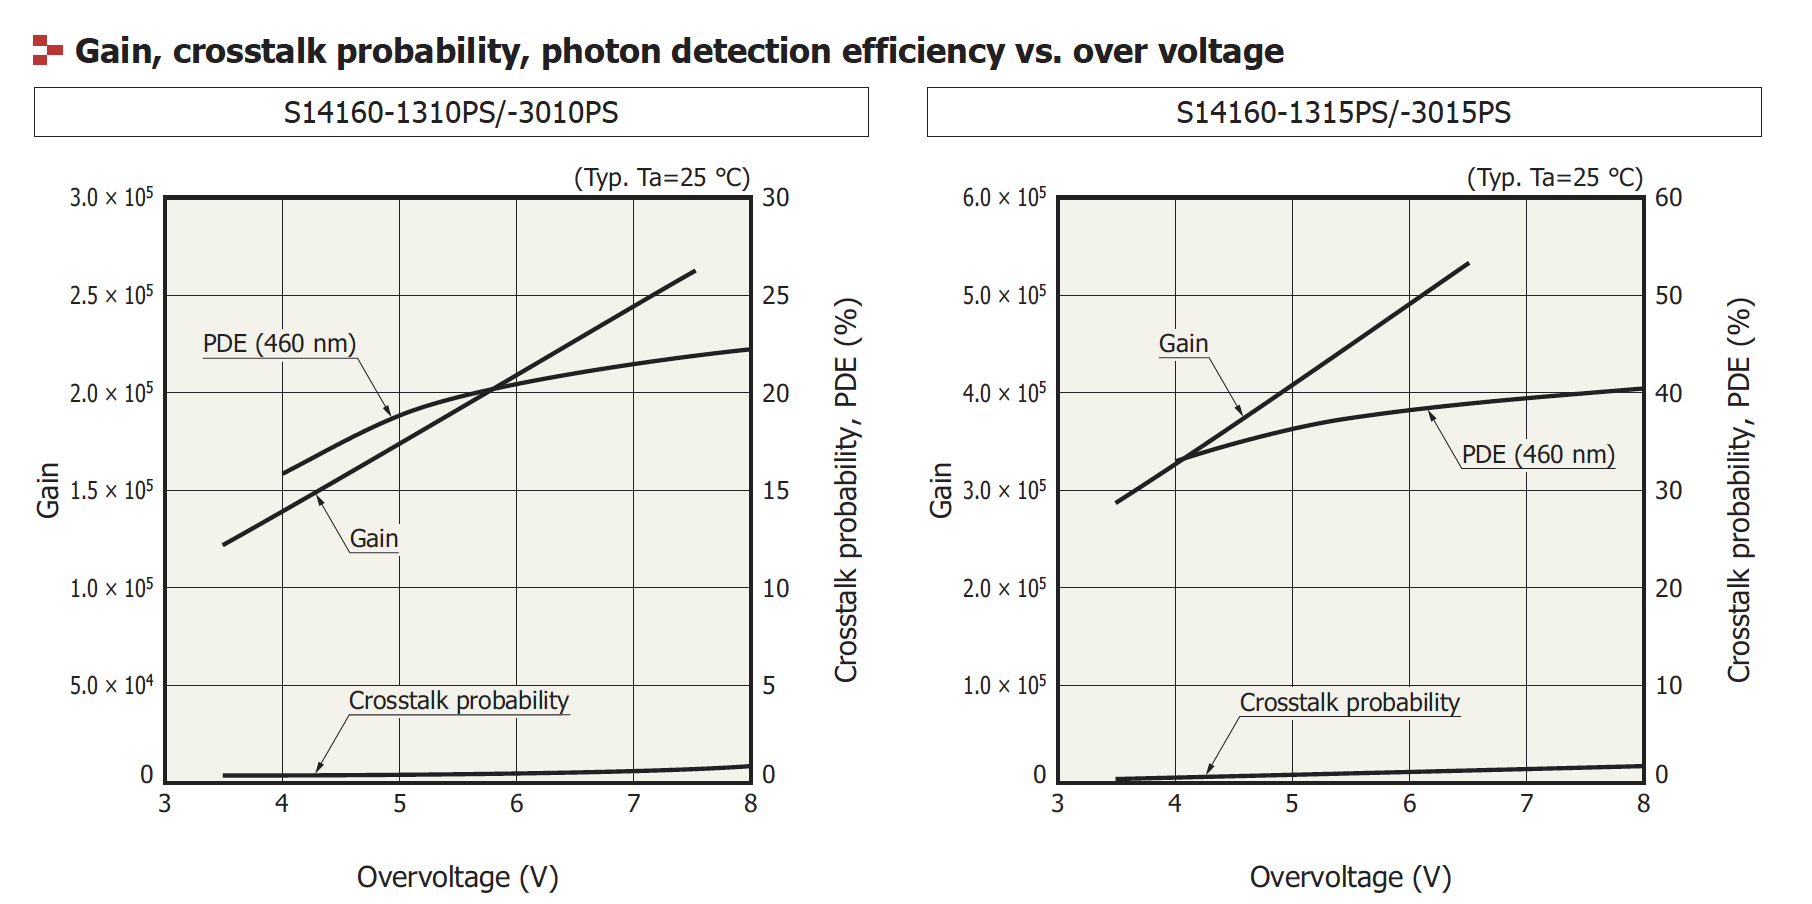 Gain, crosstalk probability, photon detection efficiency vs. over voltage
S14160-1310PS/-3010PS
(Typ. Ta=25 °C)
3.0 × 10⁵
2.5 × 10⁵
2.0 × 10⁵
1.5 × 10⁵
1.0 × 10⁵
5.0 × 10⁴
0
Gain
PDE (460 nm)
Gain
Crosstalk probability
30
25
20
15
10
5
0
Crosstalk probability, PDE (%)
3 4 5 6 7 8
Overvoltage (V)
S14160-1315PS/-3015PS
(Typ. Ta=25 °C)
6.0 × 10⁵
5.0 × 10⁵
4.0 × 10⁵
3.0 × 10⁵
2.0 × 10⁵
1.0 × 10⁵
0
Gain
Gain
PDE (460 nm)
Crosstalk probability
60
50
40
30
20
10
0
Crosstalk probability, PDE (%)
3 4 5 6 7 8
Overvoltage (V)